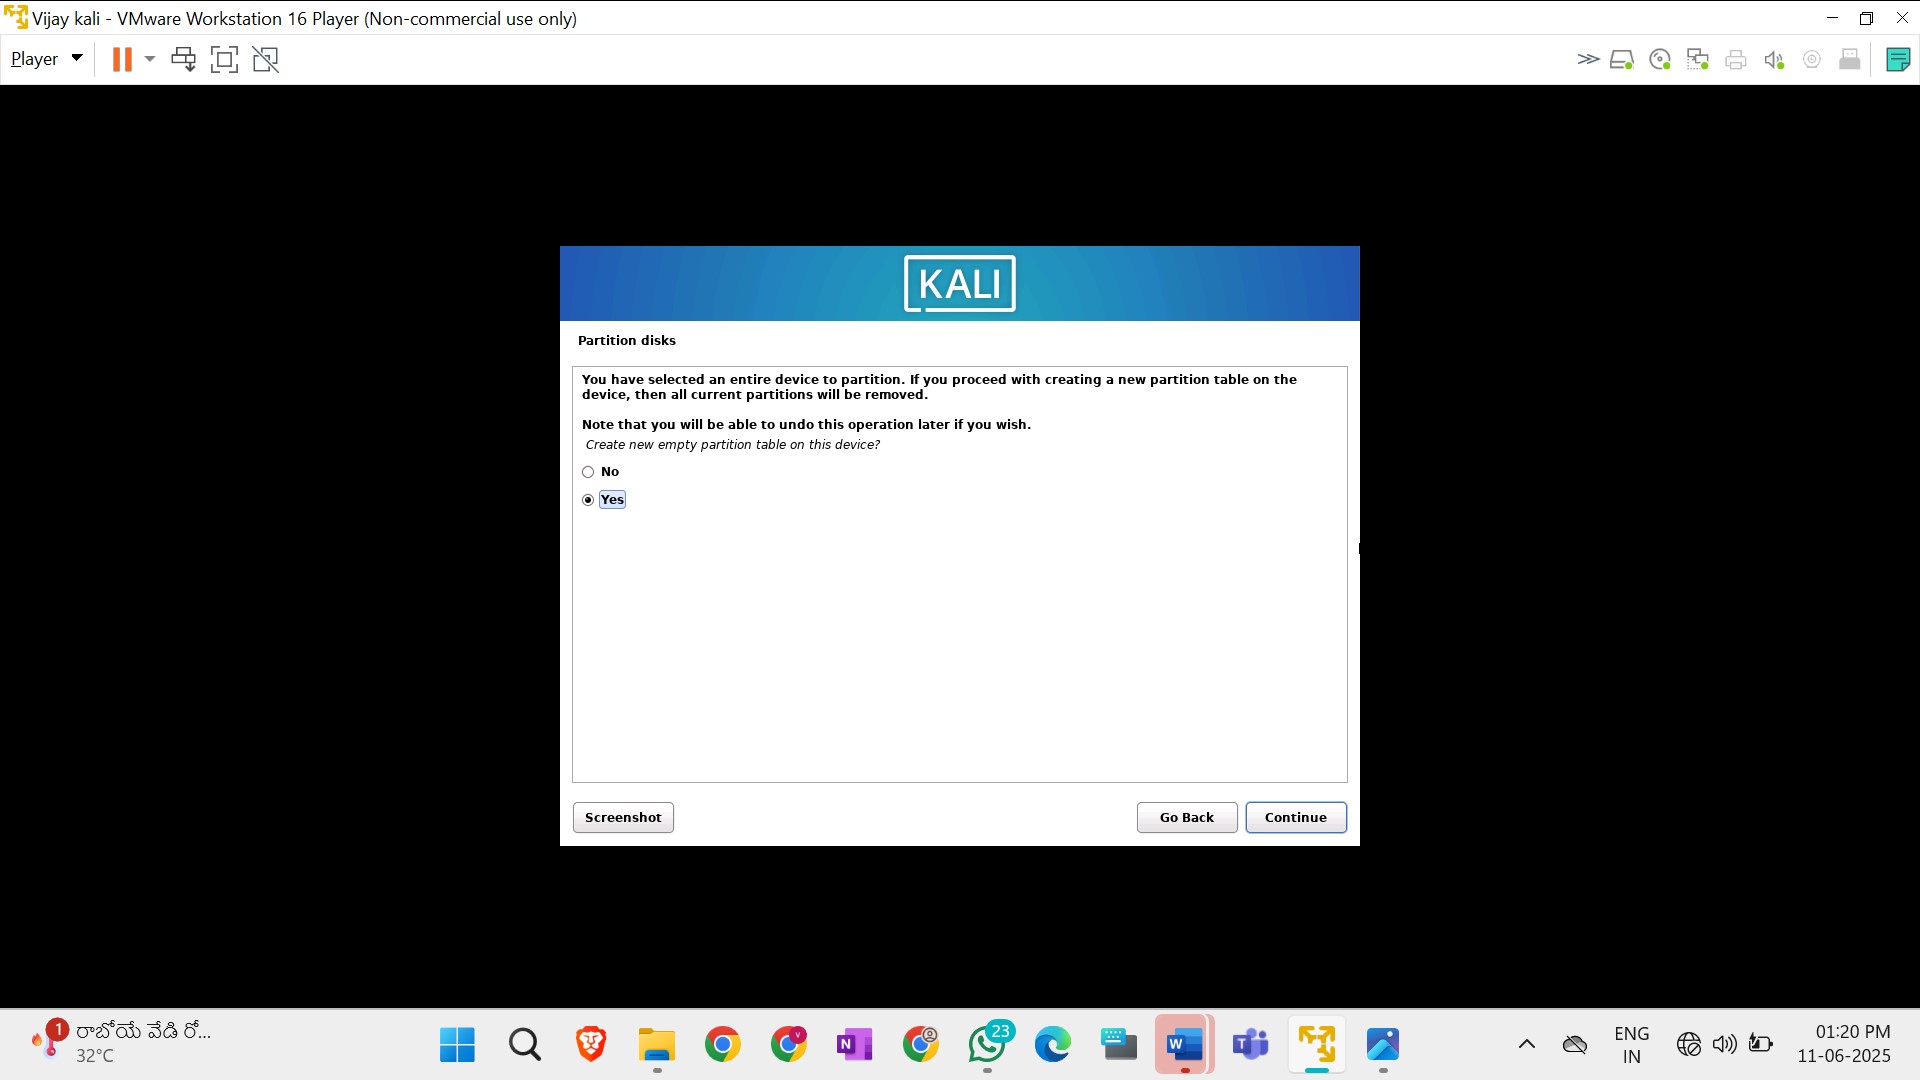 Vijay kali - VMware Workstation 16 Player (Non-commercial use only)
Player
KALI
Partition disks
You have selected an entire device to partition. If you proceed with creating a new partition table on the
device, then all current partitions will be removed.
Note that you will be able to undo this operation later if you wish.
Create new empty partition table on this device?
No
Yes
Screenshot
Go Back
Continue
1
రాబోయే వేడి రో...
32°C
N
V
23
W
T
ENG
IN
01:20 PM
11-06-2025